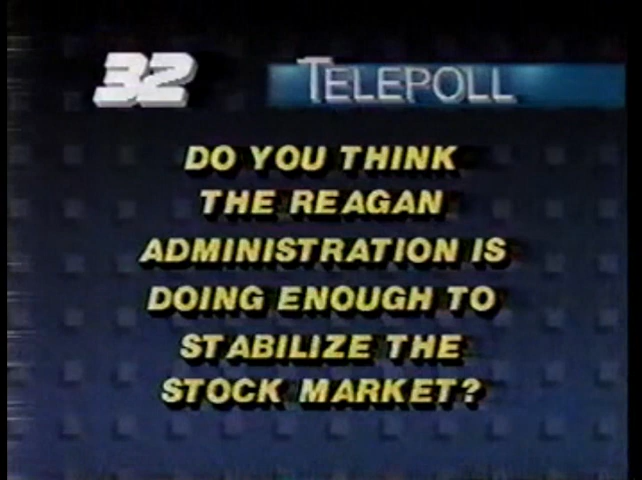 32 TELEPOLL
DO YOU THINK
THE REAGAN
ADMINISTRATION IS
DOING ENOUGH TO
STABILIZE THE
STOCK MARKET?